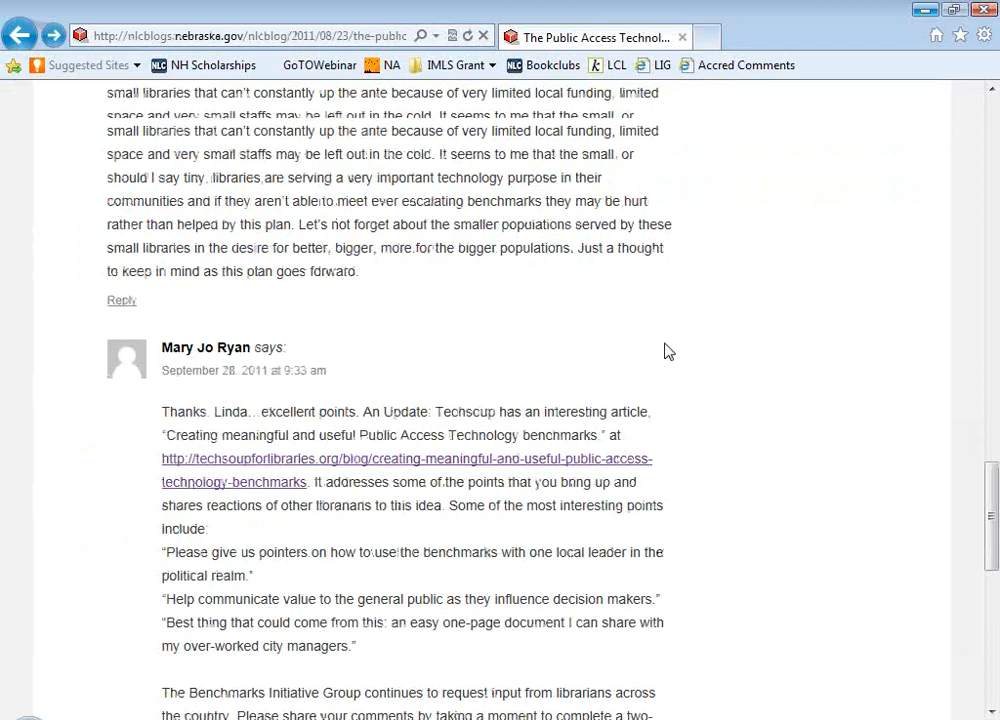 http://nlcblogs.nebraska.gov/nlcblog/2011/08/23/the-public
The Public Access Technol...
Suggested Sites
NLC NH Scholarships
GoTOWebinar
NA
IMLS Grant
NLC Bookclubs
k LCL
LIG
Accred Comments
small libraries that can't constantly up the ante because of very limited local funding, limited
space and very small staffs may be left out in the cold. It seems to me that the small, or
small libraries that can't constantly up the ante because of very limited local funding, limited
space and very small staffs may be left out in the cold. It seems to me that the small, or
should I say tiny, libraries are serving a very important technology purpose in their
communities and if they aren't able to meet ever escalating benchmarks they may be hurt
rather than helped by this plan. Let's not forget about the smaller populations served by these
small libraries in the desire for better, bigger, more for the bigger populations. Just a thought
to keep in mind as this plan goes forward.
Reply
Mary Jo Ryan says:
September 28, 2011 at 9:33 am
Thanks, Linda...excellent points. An Update: Techscup has an interesting article,
"Creating meaningful and useful Public Access Technology benchmarks." at
http://techsoupforlibraries.org/blog/creating-meaningful-and-useful-public-access-
technology-benchmarks. It addresses some of the points that you bring up and
shares reactions of other librarians to this idea. Some of the most interesting points
include:
"Please give us pointers on how to use the benchmarks with one local leader in the
political realm."
"Help communicate value to the general public as they influence decision makers."
"Best thing that could come from this: an easy one-page document I can share with
my over-worked city managers."
The Benchmarks Initiative Group continues to request input from librarians across
the country. Please share your comments by taking a moment to complete a two-